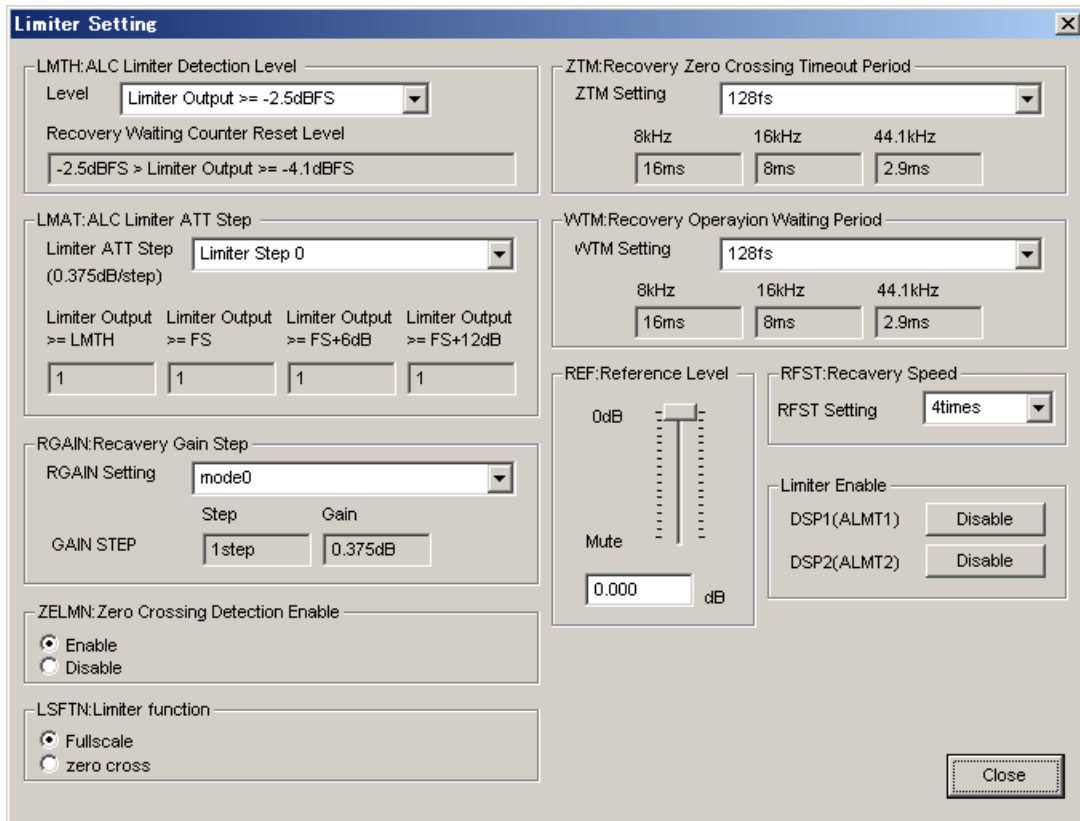 Limiter Setting
LMTH:ALC Limiter Detection Level
Level
Limiter Output >= -2.5dBFS
Recovery Waiting Counter Reset Level
-2.5dBFS > Limiter Output >= -4.1dBFS
LMAT:ALC Limiter ATT Step
Limiter ATT Step
(0.375dB/step)
Limiter Step 0
Limiter Output >= LMTH
Limiter Output >= FS
Limiter Output >= FS+6dB
Limiter Output >= FS+12dB
1 1 1 1
RGAIN:Recavery Gain Step
RGAIN Setting
mode0
Step Gain
GAIN STEP 1step 0.375dB
ZELMN:Zero Crossing Detection Enable
Enable
Disable
LSFTN:Limiter function
Fullscale
zero cross
ZTM:Recovery Zero Crossing Timeout Period
ZTM Setting
128fs
8kHz 16kHz 44.1kHz
16ms 8ms 2.9ms
WTM:Recovery Operayion Waiting Period
WTM Setting
128fs
8kHz 16kHz 44.1kHz
16ms 8ms 2.9ms
REF:Reference Level
0dB
Mute
0.000 dB
RFST:Recavery Speed
RFST Setting
4times
Limiter Enable
DSP1(ALMT1) Disable
DSP2(ALMT2) Disable
Close